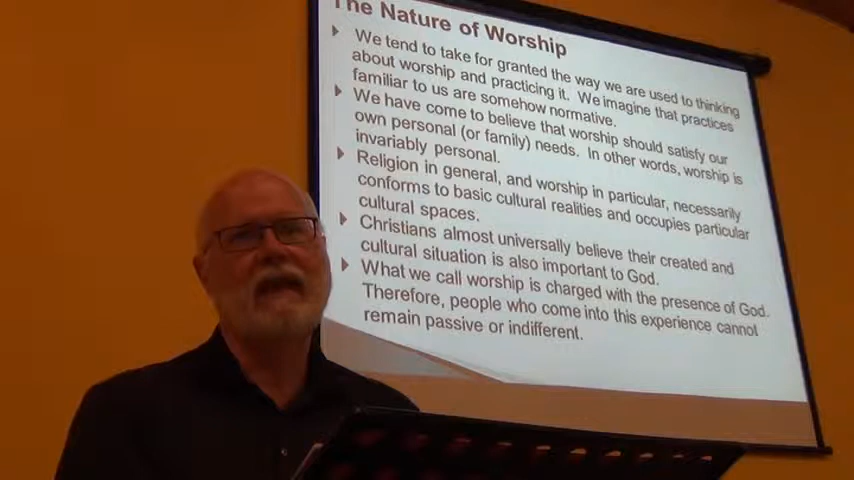 The Nature of Worship
We tend to take for granted the way we are used to thinking
about worship and practicing it. We imagine that practices
familiar to us are somehow normative.
We have come to believe that worship should satisfy our
own personal (or family) needs. In other words, worship is
invariably personal.
Religion in general, and worship in particular, necessarily
conforms to basic cultural realities and occupies particular
cultural spaces.
Christians almost universally believe their created and
cultural situation is also important to God.
What we call worship is charged with the presence of God.
Therefore, people who come into this experience cannot
remain passive or indifferent.